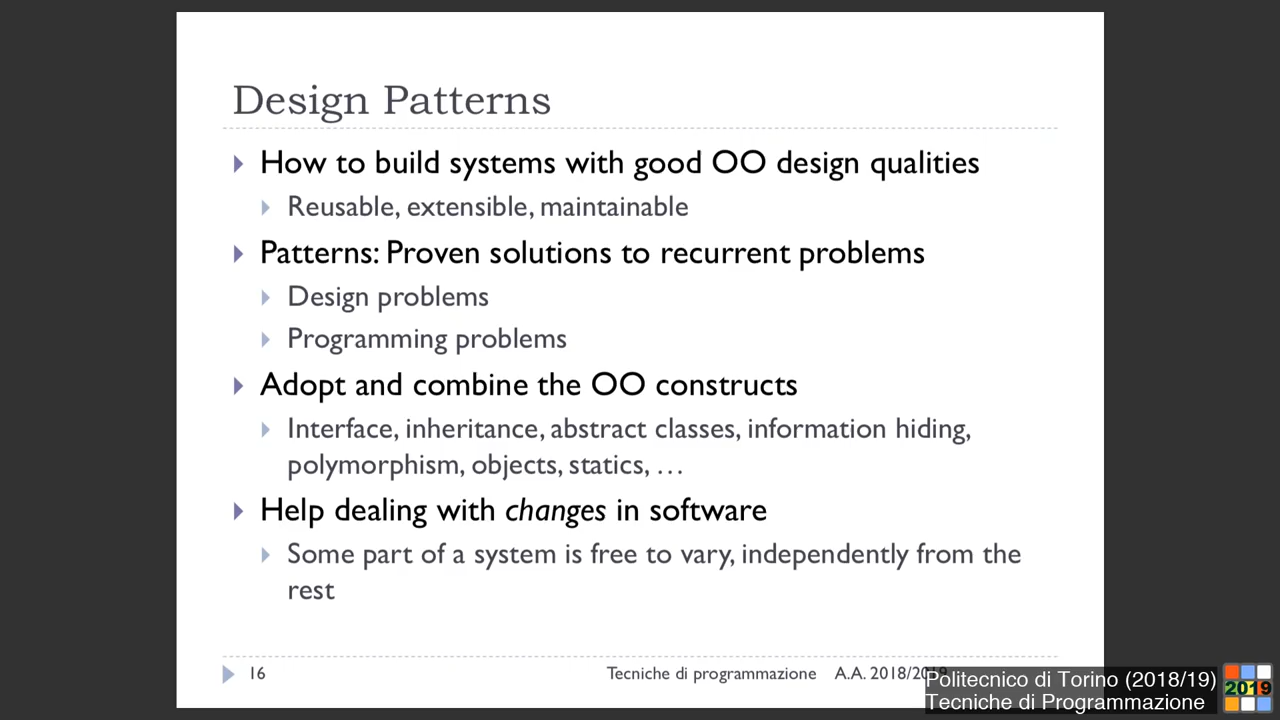 Design Patterns
How to build systems with good OO design qualities
Reusable, extensible, maintainable
Patterns: Proven solutions to recurrent problems
Design problems
Programming problems
Adopt and combine the OO constructs
Interface, inheritance, abstract classes, information hiding,
polymorphism, objects, statics, …
Help dealing with changes in software
Some part of a system is free to vary, independently from the
rest
16
Tecniche di programmazione A.A. 2018/2019
Politecnico di Torino (2018/19)
Tecniche di Programmazione
2019